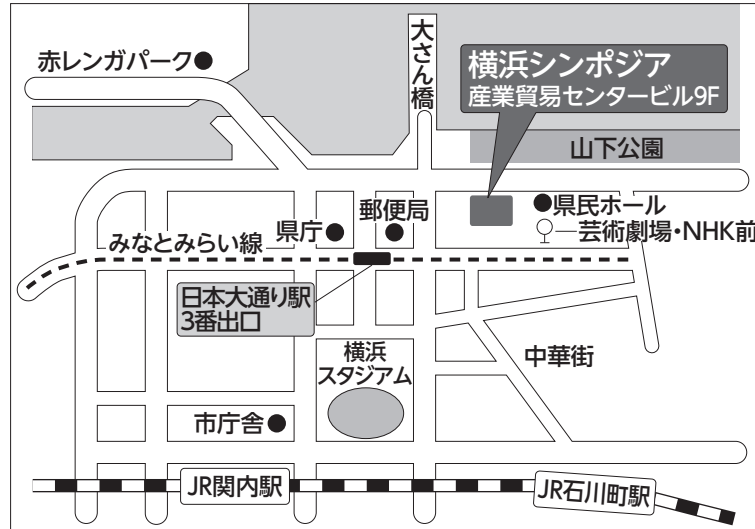 赤レンガパーク
大さん橋
横浜シンポジア
産業貿易センタービル9F
山下公園
県庁
郵便局
県民ホール
芸術劇場・NHK前
みなとみらい線
日本大通り駅
3番出口
横浜
スタジアム
中華街
市庁舎
JR関内駅
JR石川町駅